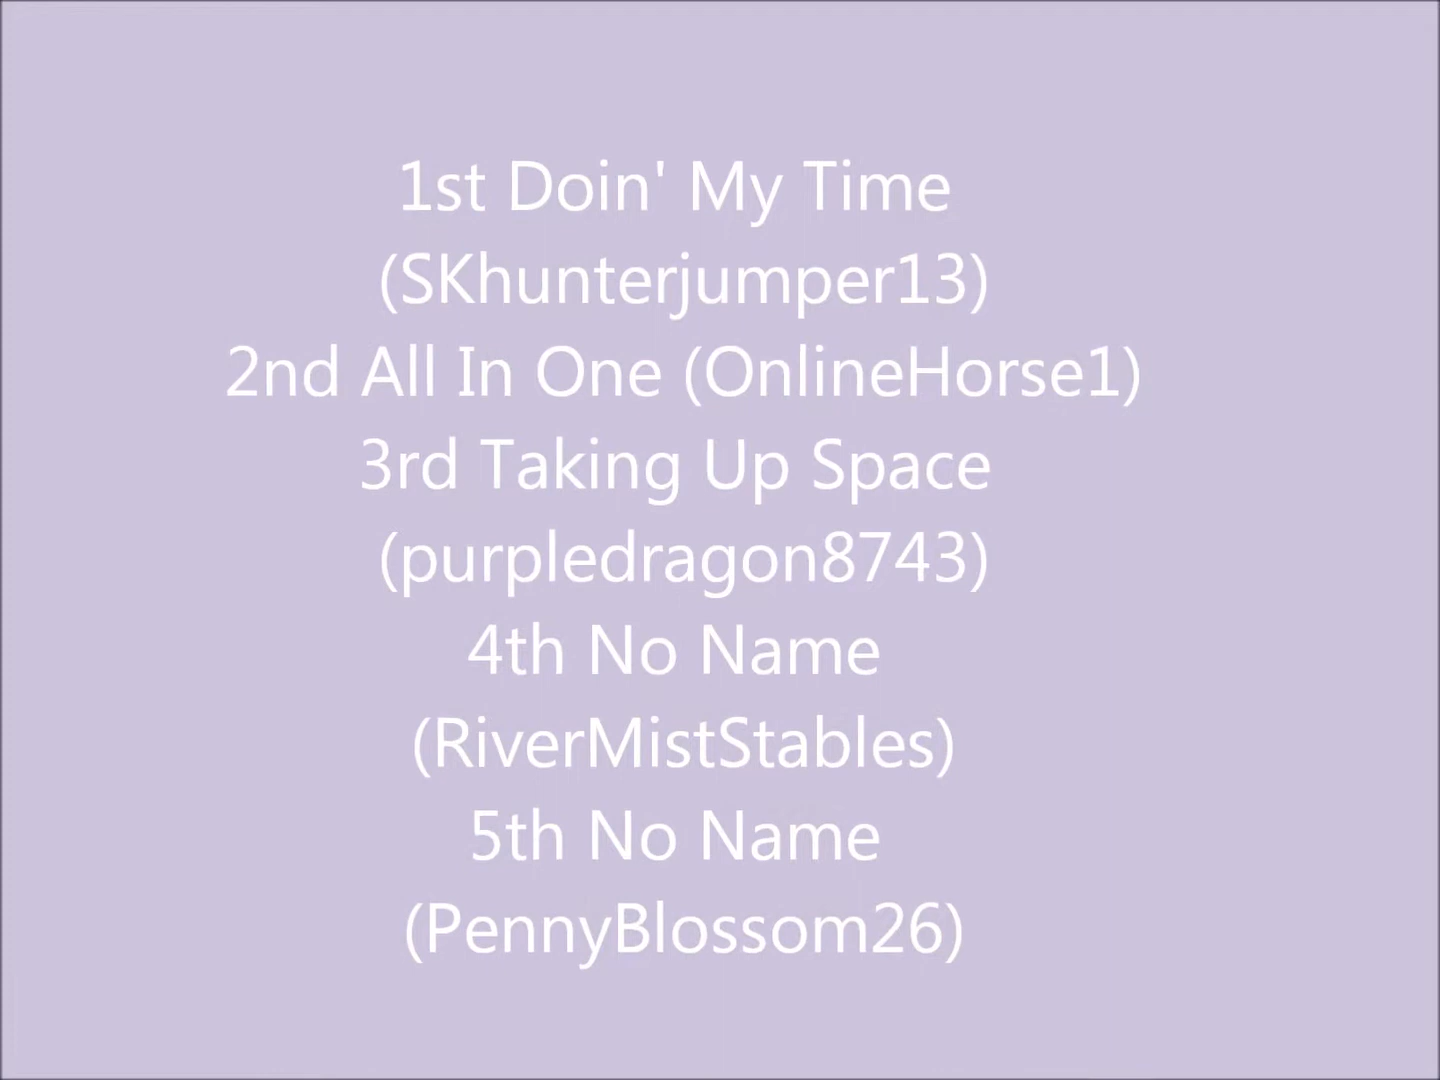 1st Doin' My Time
(SKhunterjumper13)
2nd All In One (OnlineHorse1)
3rd Taking Up Space
(purpledragon8743)
4th No Name
(RiverMistStables)
5th No Name
(PennyBlossom26)